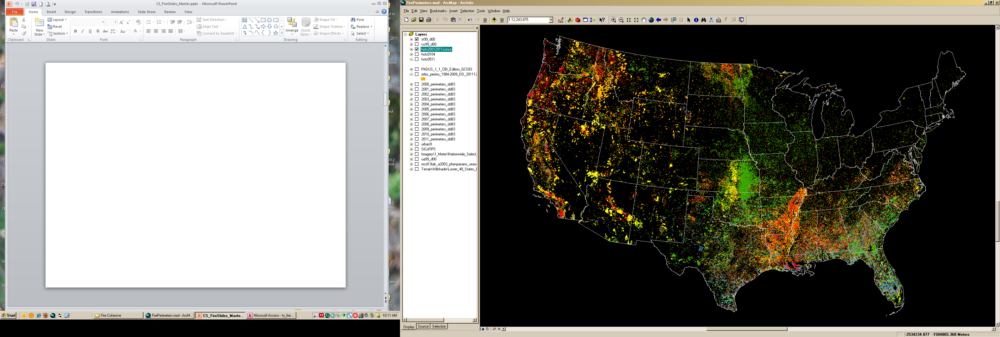 CS_FireSlides_Master.pptx - Microsoft PowerPoint
File Home Insert Design Transitions Animations Slide Show Review View
Paste
New Slide
Layout
Reset
Section
Text Direction
Align Text
Convert to SmartArt
Arrange
Quick Styles
Shape Fill
Shape Outline
Shape Effects
Find
Replace
Select
Clipboard Slides Font Paragraph Drawing Editing
Start
Fire Cohesive
FirePerimeters.mxd - ArcM...
CS_FireSlides_Maste...
Microsoft Access - tx_fire...
10:11 AM
FirePerimeters.mxd - ArcMap - ArcInfo
File Edit View Bookmarks Insert Selection Tools Window Help
1:12,243,875
Layers
st99_d00
co99_d00
hots20012011conus
hots0104
hots0511
PADUS_1_1_CBI_Edition_GCS83
mtbs_perims_1984-2009_DD_201112
2000_perimeters_dd83
2001_perimeters_dd83
2002_perimeters_dd83
2003_perimeters_dd83
2004_perimeters_dd83
2005_perimeters_dd83
2006_perimeters_dd83
2007_perimeters_dd83
2008_perimeters_dd83
2009_perimeters_dd83
2010_perimeters_dd83
2011_perimeters_dd83
urban9
StCoFIPS
Imagery\1_Meter\Nationwide_Select_
ua99_d00
mcd13tqk_a2003_phenparams_seas
Terrain\Hillshade\Lower_48_States_
Display Source Selection
-2534234.077 -1504865.368 Meters